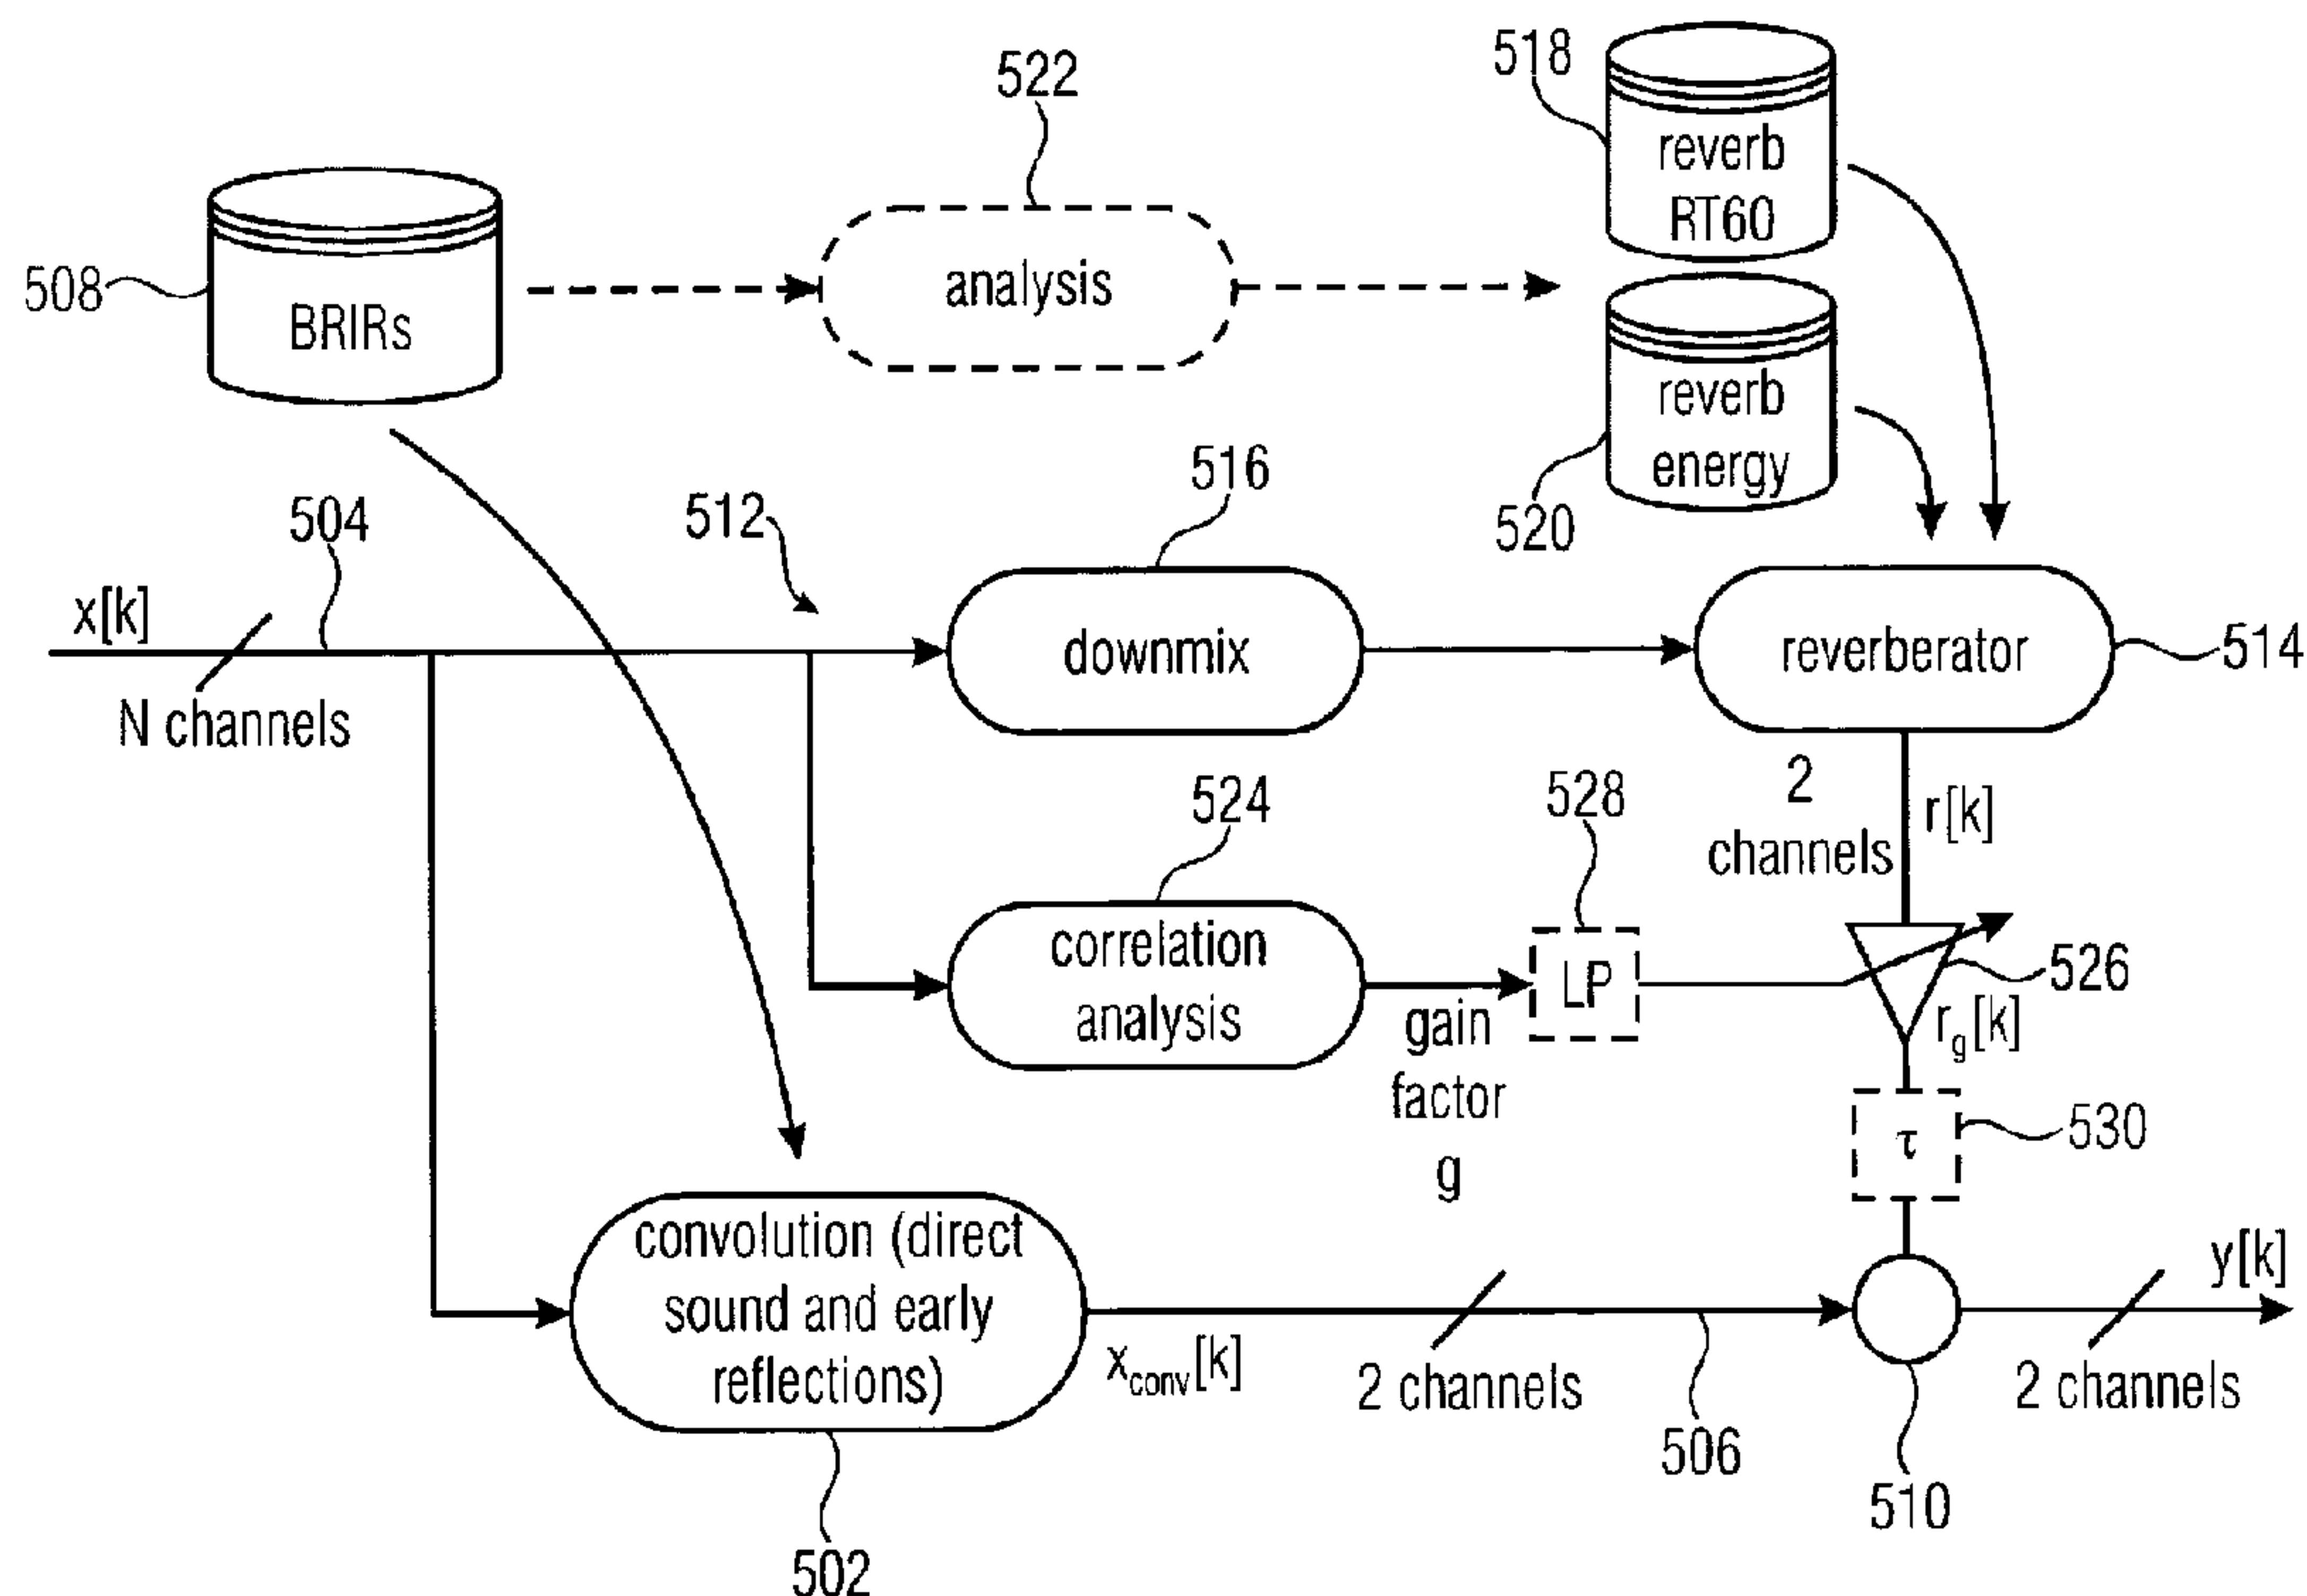 518
522
reverb
RT60
508
BRIRs
analysis
reverb
energy
520
504
512
516
x[k]
N channels
downmix
reverberator
514
2
channels
r[k]
524
528
correlation
analysis
LP
526
gain
factor
g
r_g[k]
τ
530
convolution (direct
sound and early
reflections)
x_conv[k]
2 channels
y[k]
2 channels
506
510
502